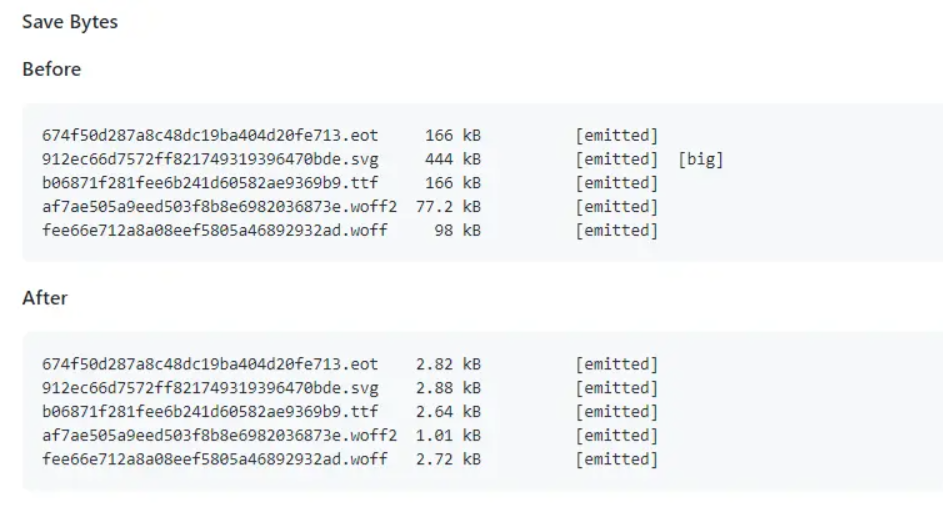 Save Bytes
Before
674f50d287a8c48dc19ba404d20fe713.eot 166 kB [emitted]
912ec66d7572ff821749319396470bde.svg 444 kB [emitted] [big]
b06871f281fee6b241d60582ae9369b9.ttf 166 kB [emitted]
af7ae505a9eed503f8b8e6982036873e.woff2 77.2 kB [emitted]
fee66e712a8a08eef5805a46892932ad.woff 98 kB [emitted]
After
674f50d287a8c48dc19ba404d20fe713.eot 2.82 kB [emitted]
912ec66d7572ff821749319396470bde.svg 2.88 kB [emitted]
b06871f281fee6b241d60582ae9369b9.ttf 2.64 kB [emitted]
af7ae505a9eed503f8b8e6982036873e.woff2 1.01 kB [emitted]
fee66e712a8a08eef5805a46892932ad.woff 2.72 kB [emitted]